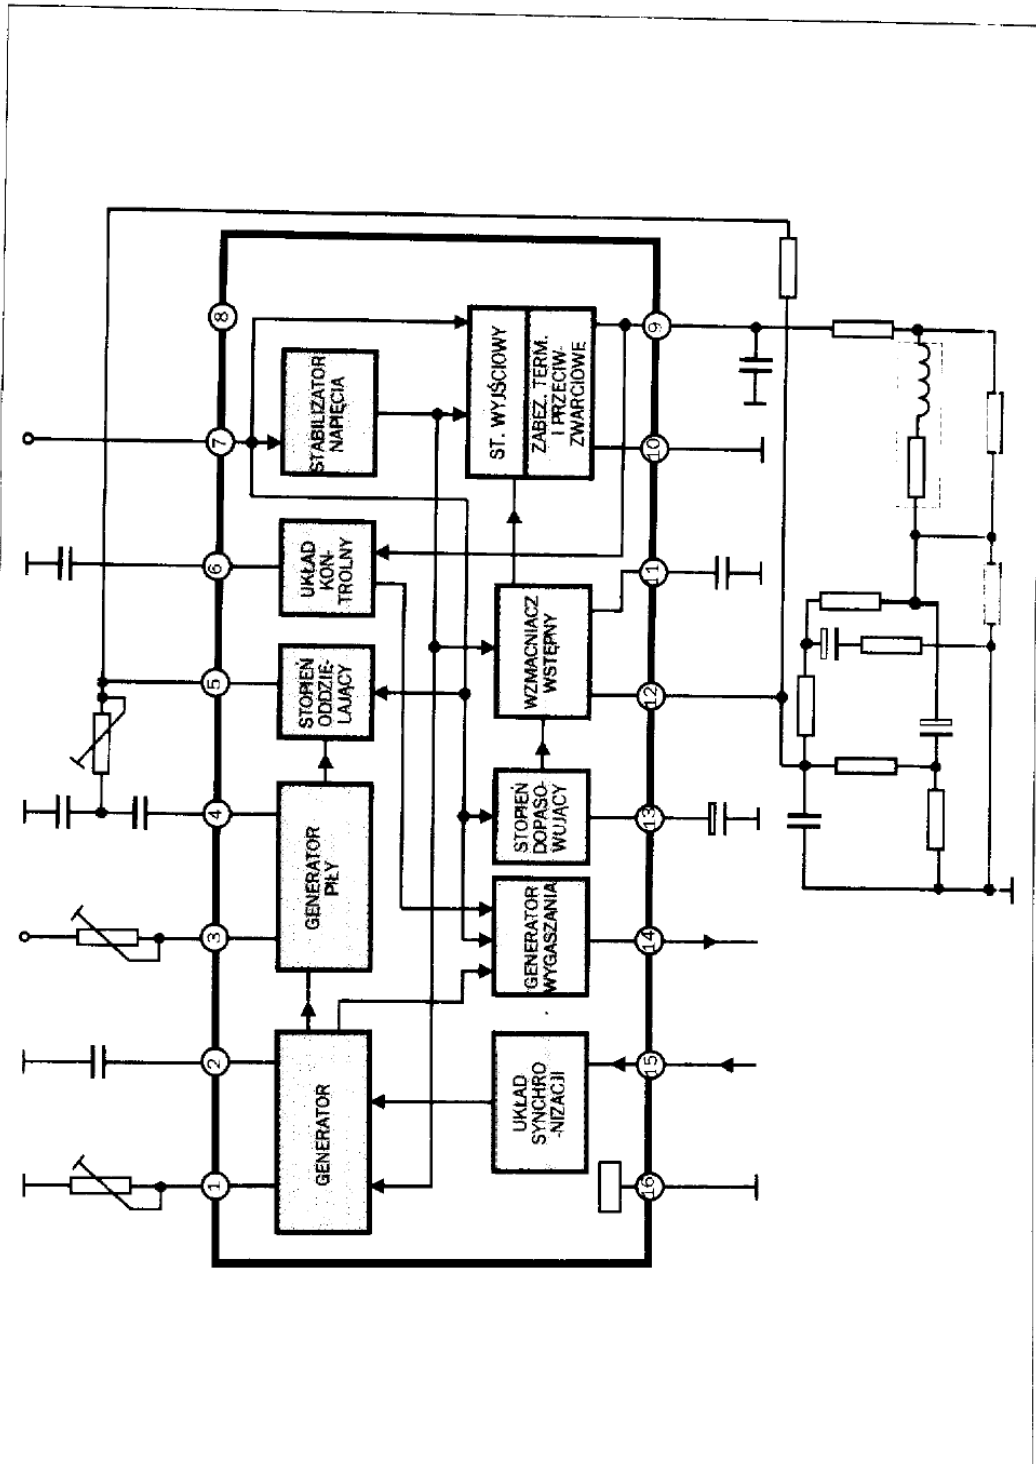 1
2
3
4
5
6
7
8
GENERATOR
GENERATOR
PIŁY
STOPIEŃ
ODDZIE-
LAJĄCY
UKŁAD
KON-
TROLNY
STABILIZATOR
NAPIĘCIA
UKŁAD
SYNCHRO
-NIZACJI
GENERATOR
WYGASZANIA
STOPIEŃ
DOPASO-
WUJĄCY
WZMACNIACZ
WSTĘPNY
ST. WYJŚCIOWY
ZABEZ. TERM.
I PRZECIW-
ZWARCIOWE
16
15
14
13
12
11
10
9